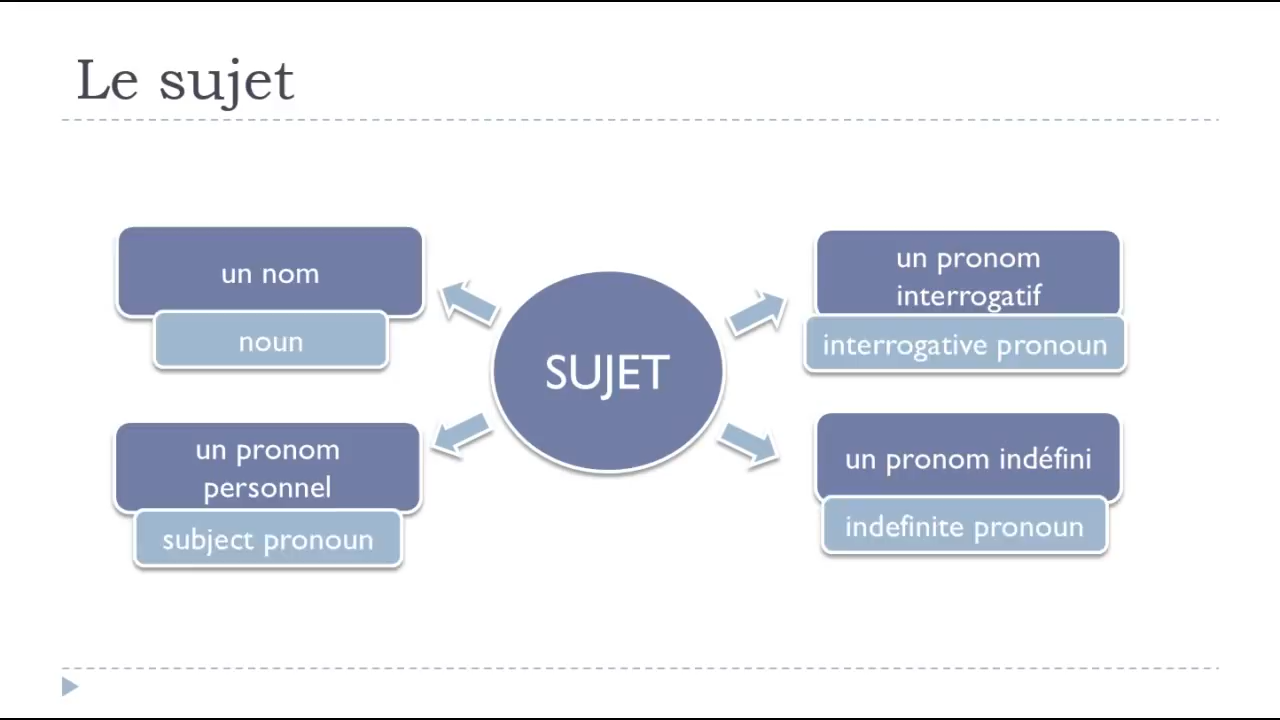 Le sujet
un nom
noun
un pronom
personnel
subject pronoun
SUJET
un pronom
interrogatif
interrogative pronoun
un pronom indéfini
indefinite pronoun